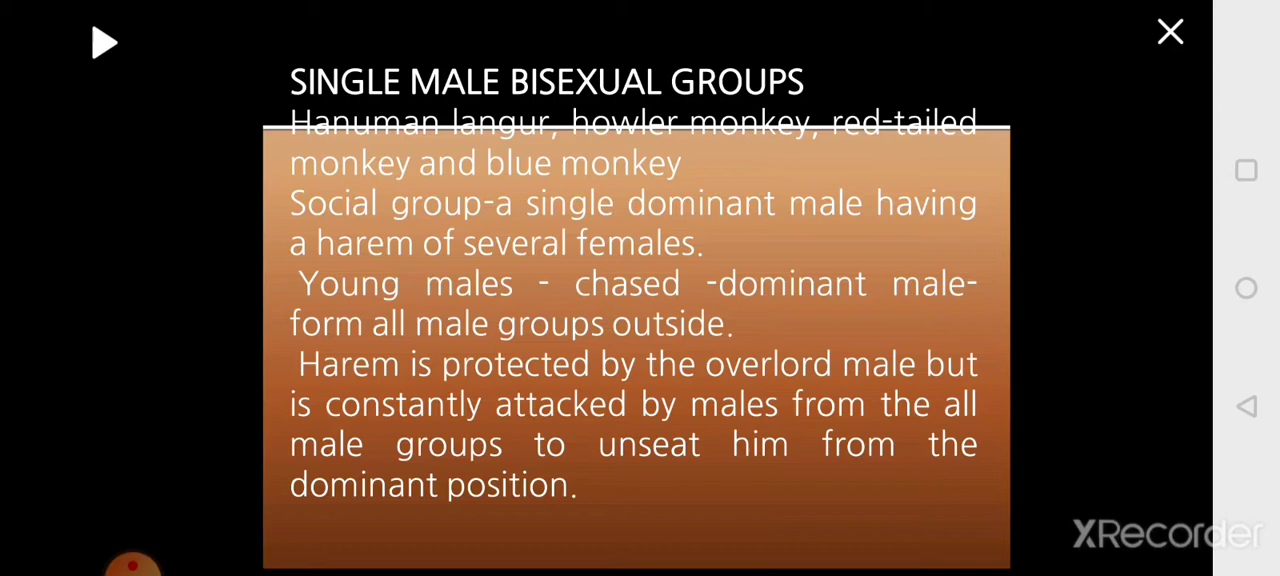 SINGLE MALE BISEXUAL GROUPS
Hanuman langur, howler monkey, red-tailed
monkey and blue monkey
Social group-a single dominant male having
a harem of several females.
Young males - chased -dominant male-
form all male groups outside.
Harem is protected by the overlord male but
is constantly attacked by males from the all
male groups to unseat him from the
dominant position.
XRecorder